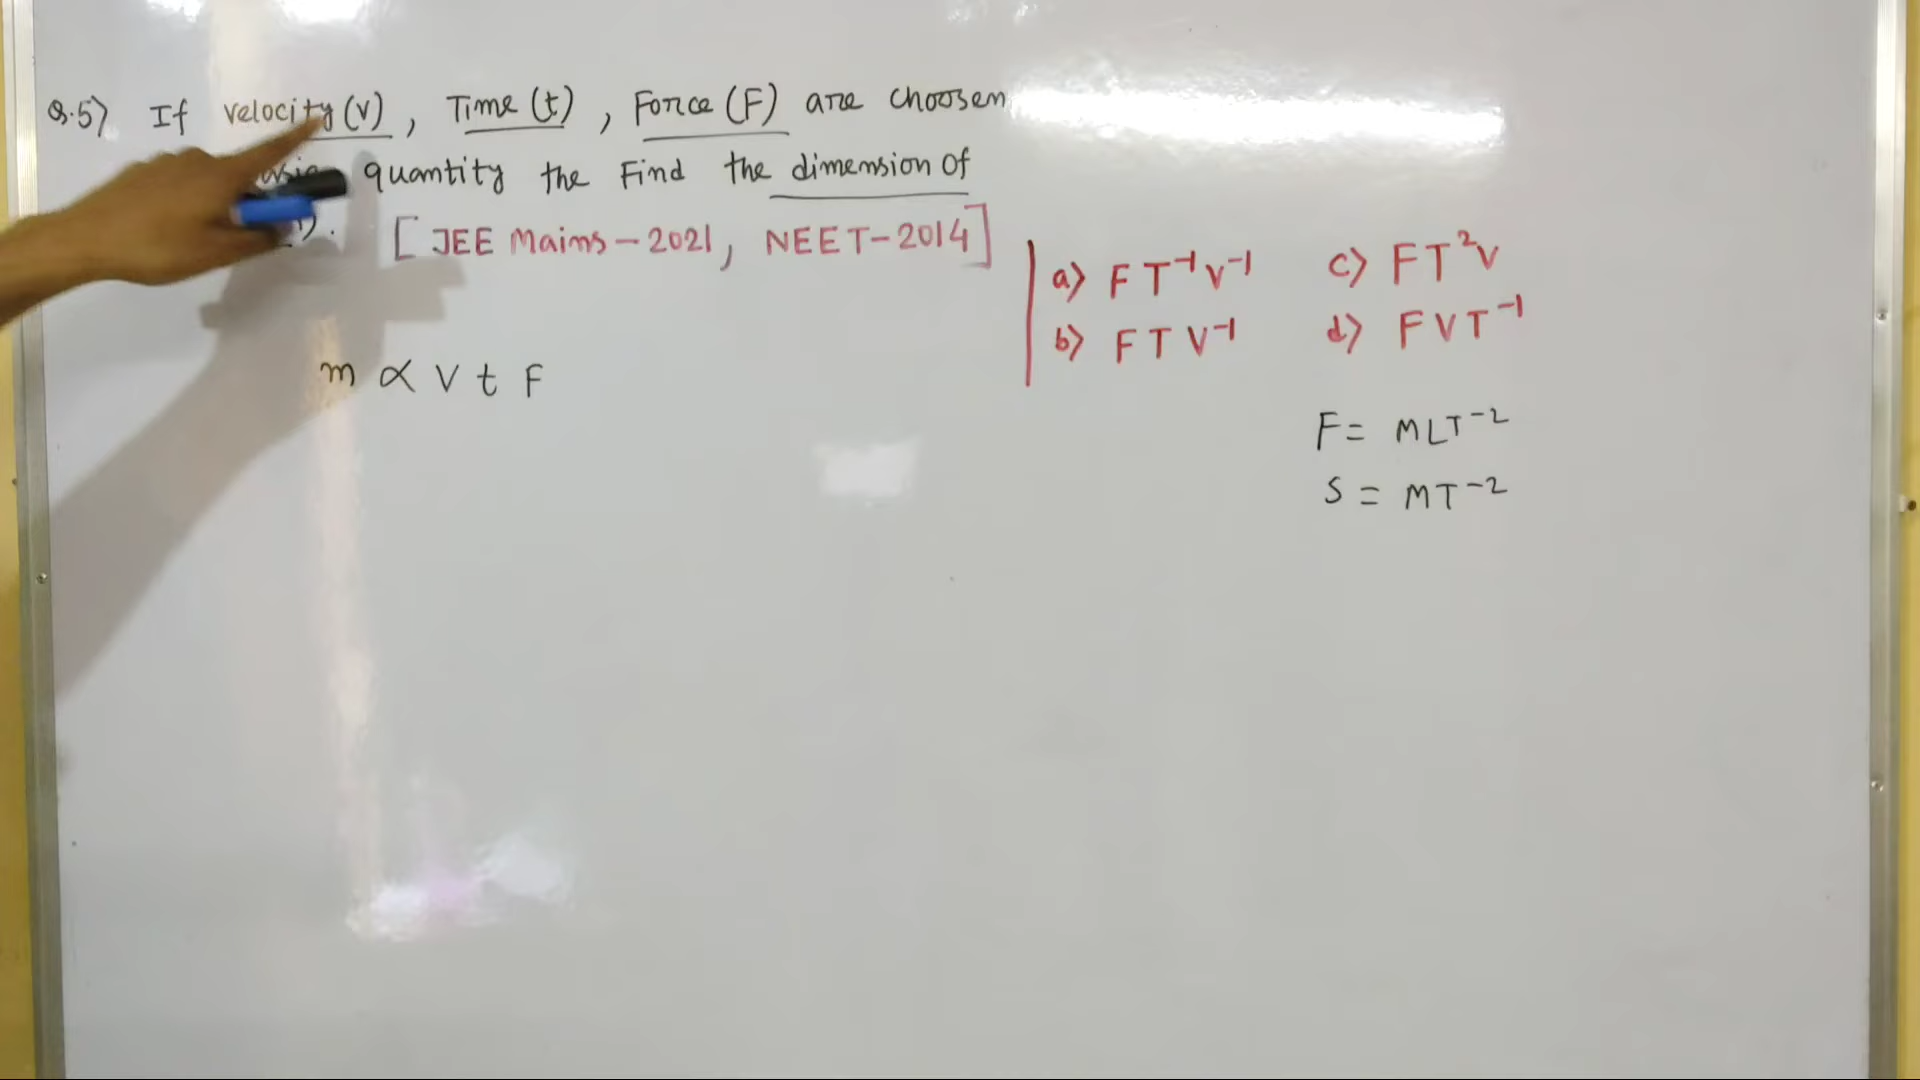 Q.5) If velocity (v), Time (t), Force (F) are choosen
quantity the Find the dimension of
[JEE Mains - 2021, NEET - 2014]
a) F T⁻¹ V⁻¹ c) F T² V
b) F T V⁻¹ d) F V T⁻¹
m ∝ V t F
F = MLT⁻²
S = MT⁻²